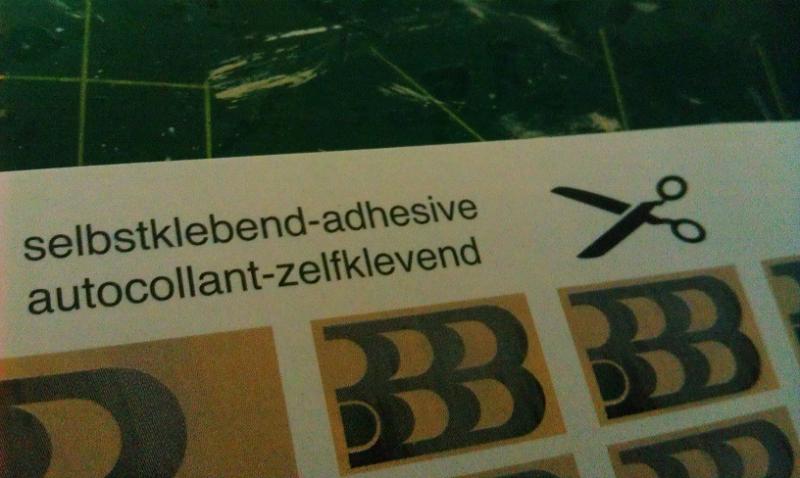 selbstklebend-adhesive
autocollant-zelfklevend